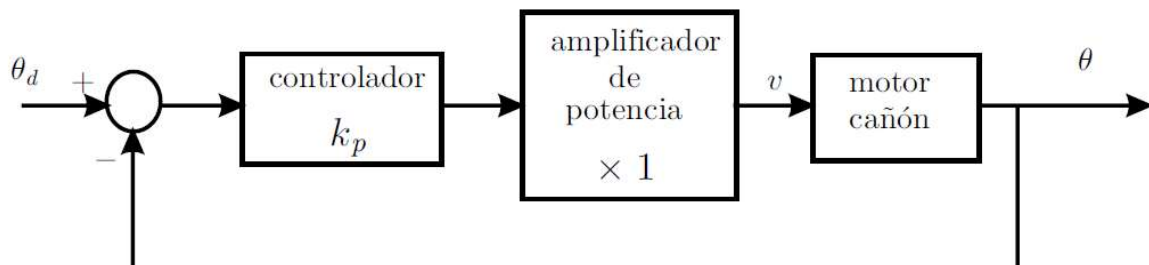 θ_d
+
−
controlador
k_p
amplificador
de
potencia
× 1
v
motor
cañón
θ